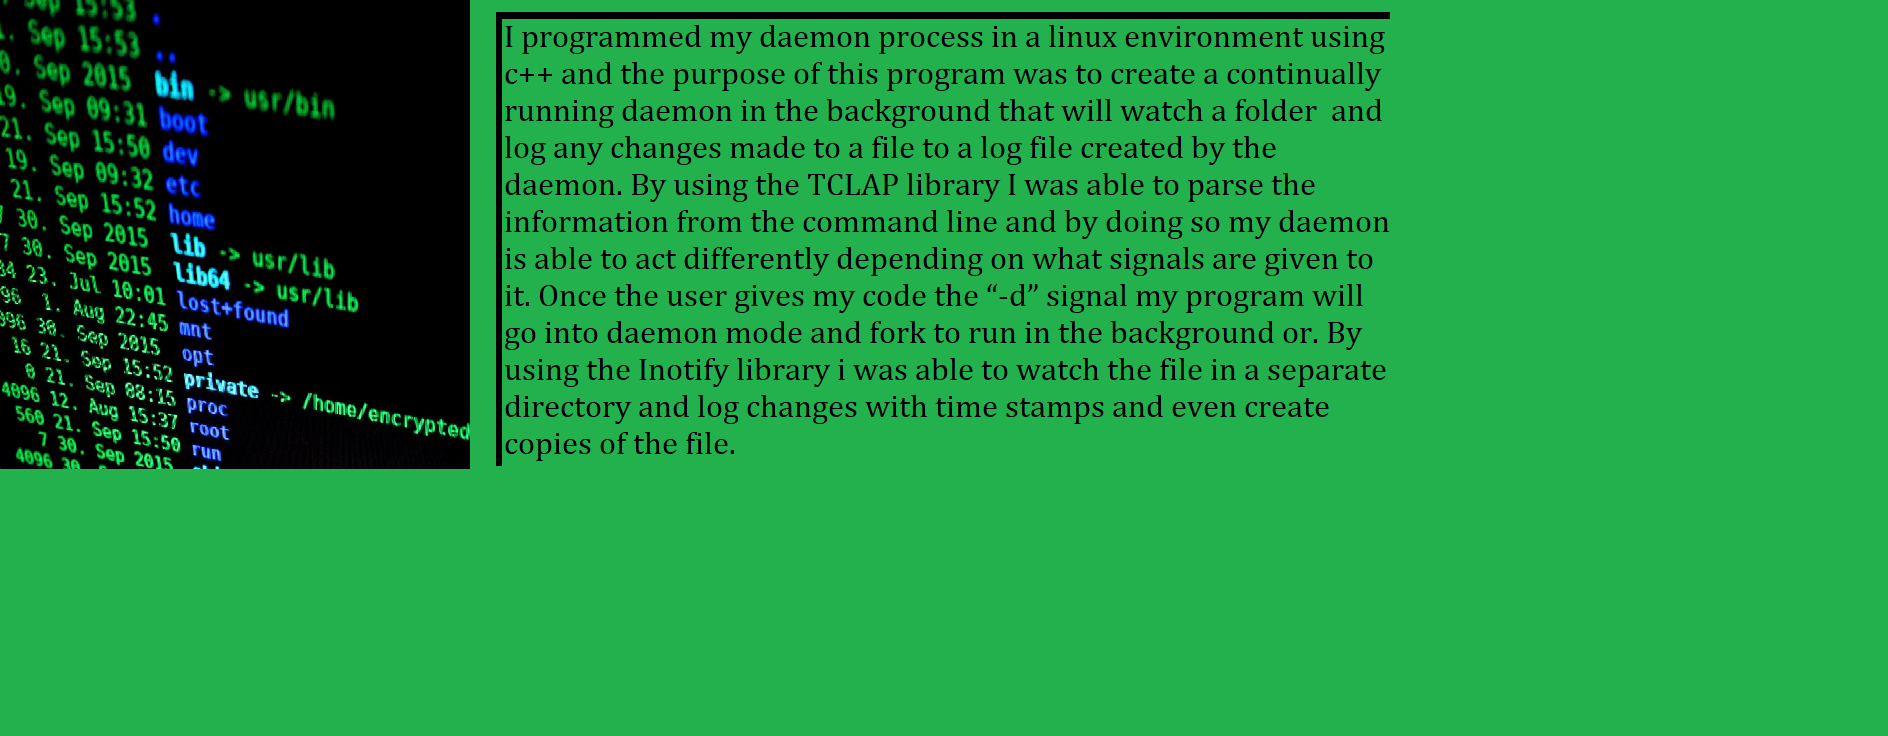 Sep 15:53 .
1. Sep 15:53 ..
0. Sep 2015 bin -> usr/bin
19. Sep 09:31 boot
21. Sep 15:50 dev
19. Sep 09:32 etc
21. Sep 15:52 home
30. Sep 2015 lib -> usr/lib
7 30. Sep 2015 lib64 -> usr/lib
84 23. Jul 10:01 lost+found
96 1. Aug 22:45 mnt
096 30. Sep 2015 opt
16 21. Sep 15:52 private -> /home/encrypted
0 21. Sep 08:15 proc
4096 12. Aug 15:37 root
560 21. Sep 15:50 run
7 30. Sep 2015
4096 30.
I programmed my daemon process in a linux environment using
c++ and the purpose of this program was to create a continually
running daemon in the background that will watch a folder  and
log any changes made to a file to a log file created by the
daemon. By using the TCLAP library I was able to parse the
information from the command line and by doing so my daemon
is able to act differently depending on what signals are given to
it. Once the user gives my code the “-d” signal my program will
go into daemon mode and fork to run in the background or. By
using the Inotify library i was able to watch the file in a separate
directory and log changes with time stamps and even create
copies of the file.